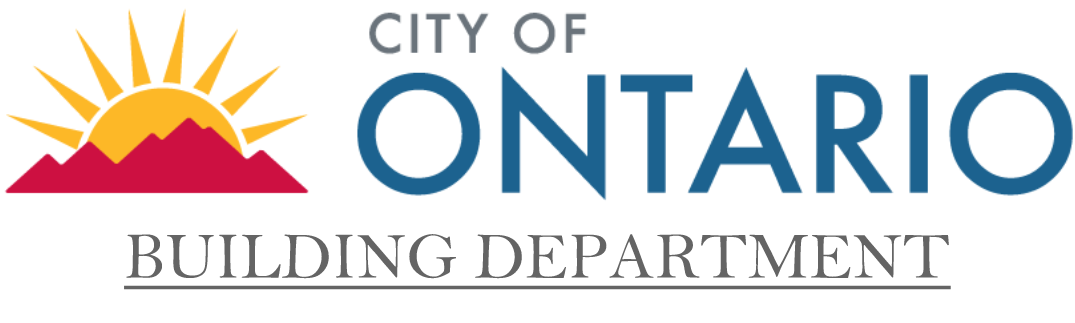 CITY OF
ONTARIO
BUILDING DEPARTMENT